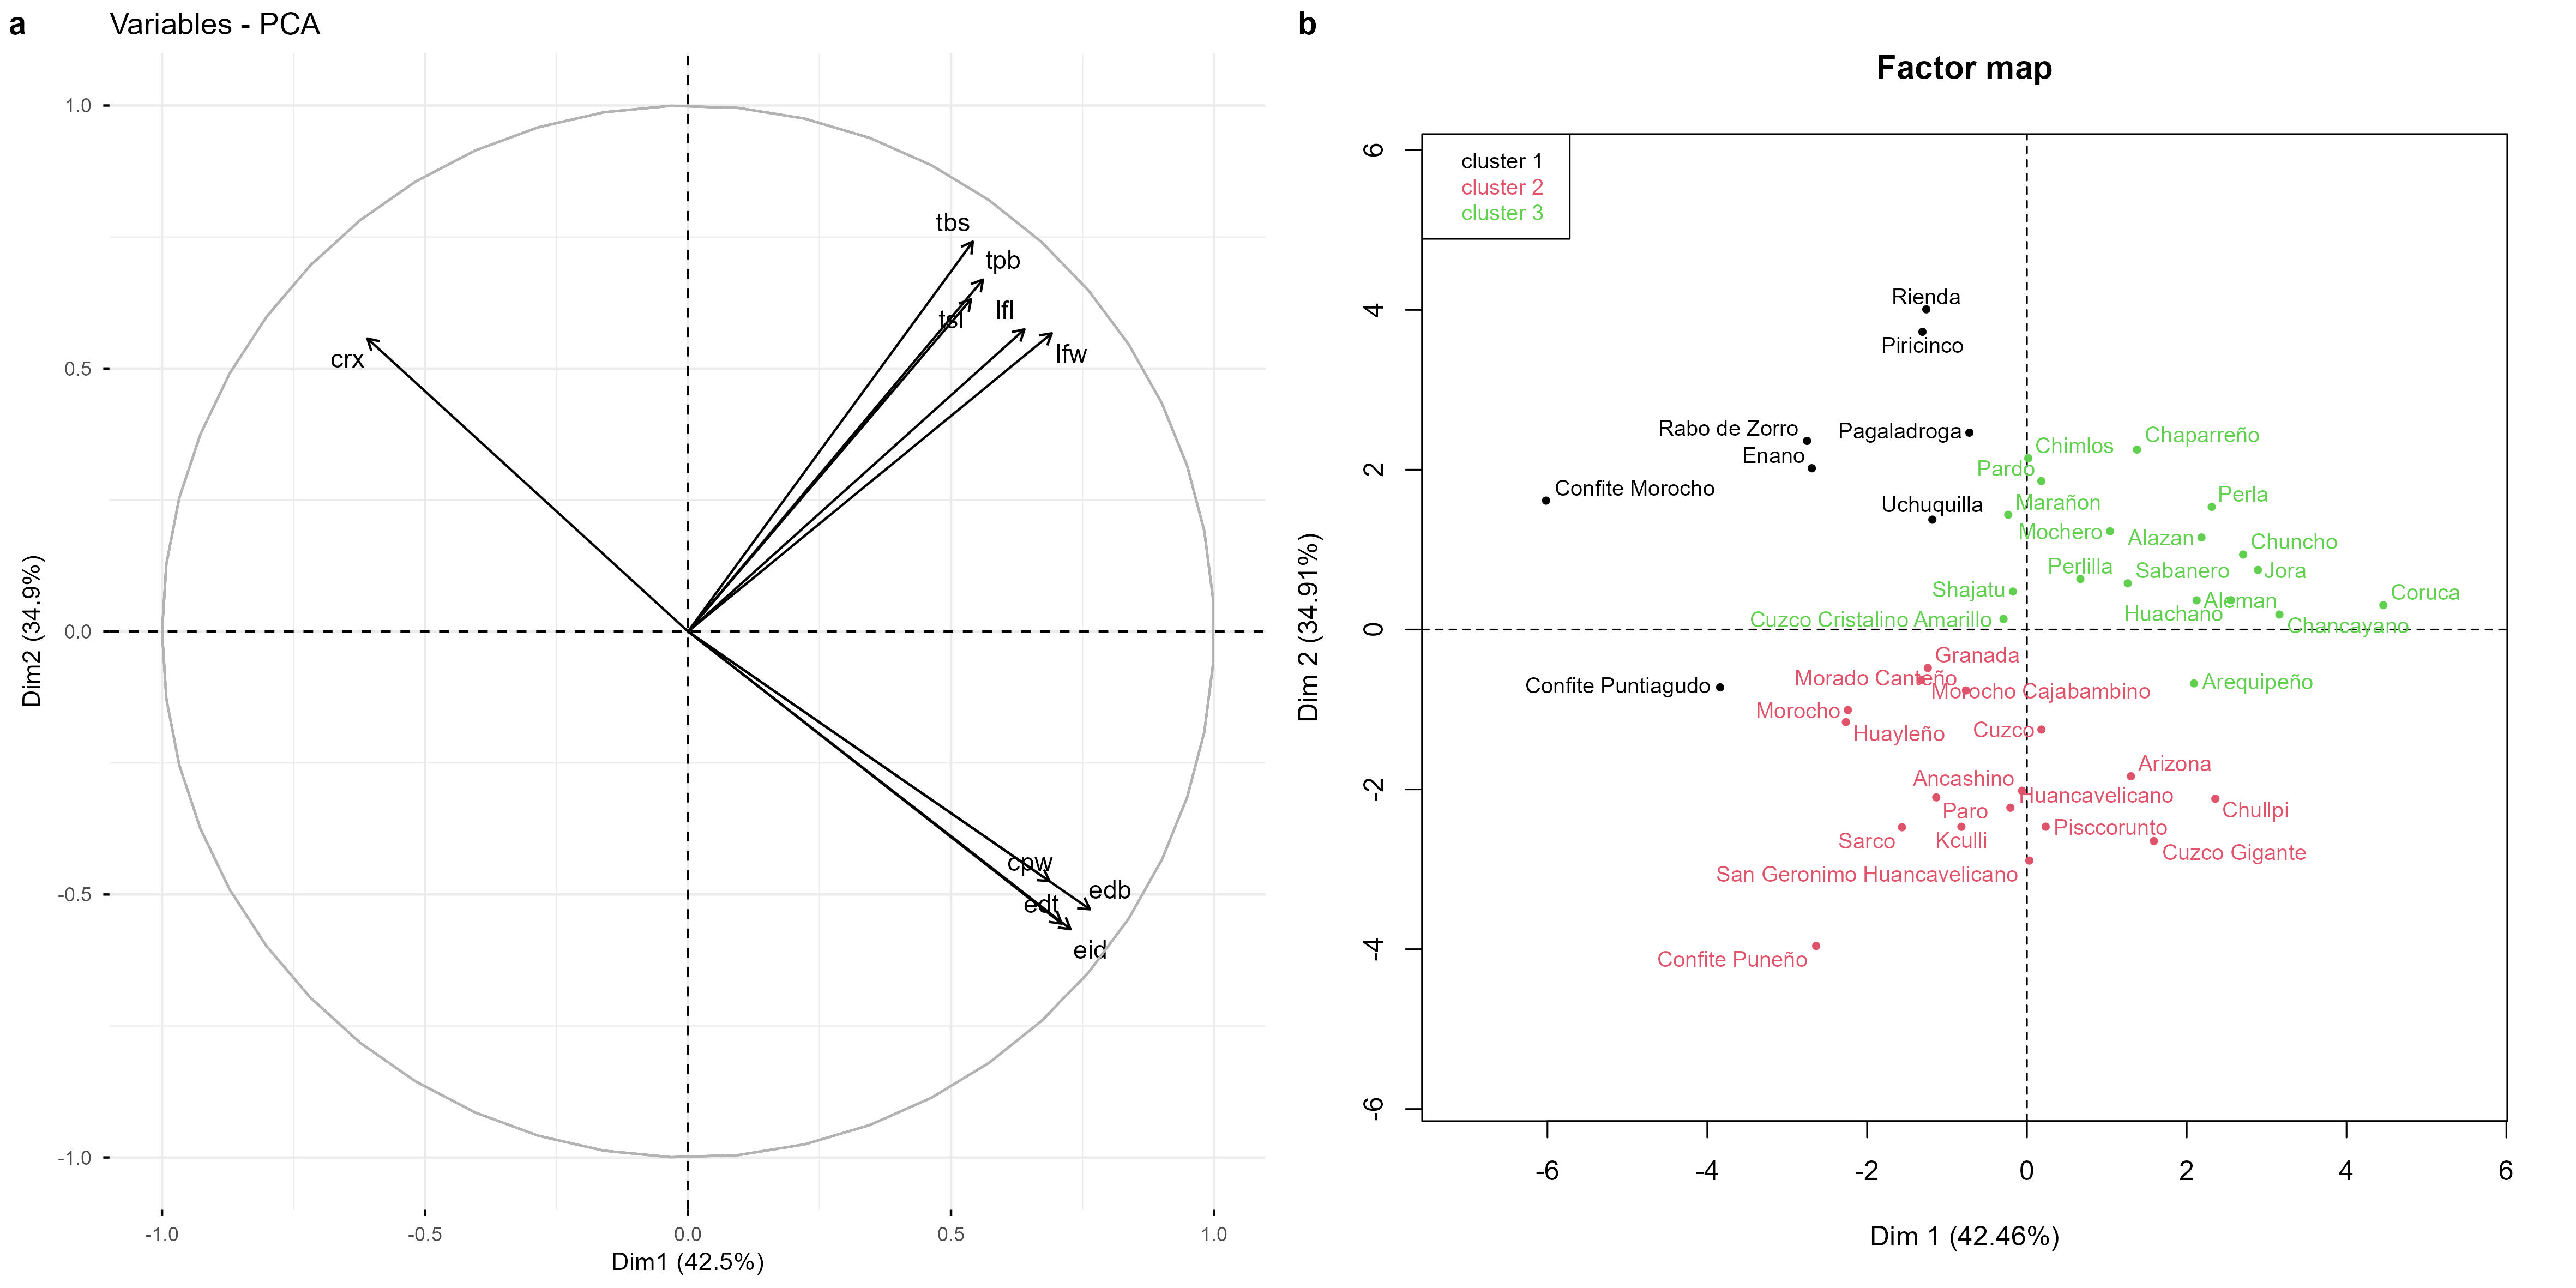 a
Variables - PCA
1.0
0.5
0.0
-0.5
-1.0
Dim2 (34.9%)
tbs
tpb
tsl
lfl
lfw
crx
cpw
edb
edt
eid
-1.0
-0.5
0.0
0.5
1.0
Dim1 (42.5%)
b
Factor map
cluster 1
cluster 2
cluster 3
6
4
2
0
-2
-4
-6
Dim 2 (34.91%)
Rienda
Piricinco
Rabo de Zorro
Pagaladroga
Enano
Confite Morocho
Uchuquilla
Chimlos
Chaparreño
Pardo
Marañon
Perla
Mochero
Alazan
Chuncho
Perlilla
Sabanero
Jora
Shajatu
Huachano
Aleman
Coruca
Cuzco Cristalino Amarillo
Chancayano
Granada
Morado Canteño
Confite Puntiagudo
Morocho Cajabambino
Arequipeño
Morocho
Huayleño
Cuzco
Arizona
Ancashino
Huancavelicano
Paro
Chullpi
Sarco
Kculli
Pisccorunto
Cuzco Gigante
San Geronimo Huancavelicano
Confite Puneño
-6
-4
-2
0
2
4
6
Dim 1 (42.46%)